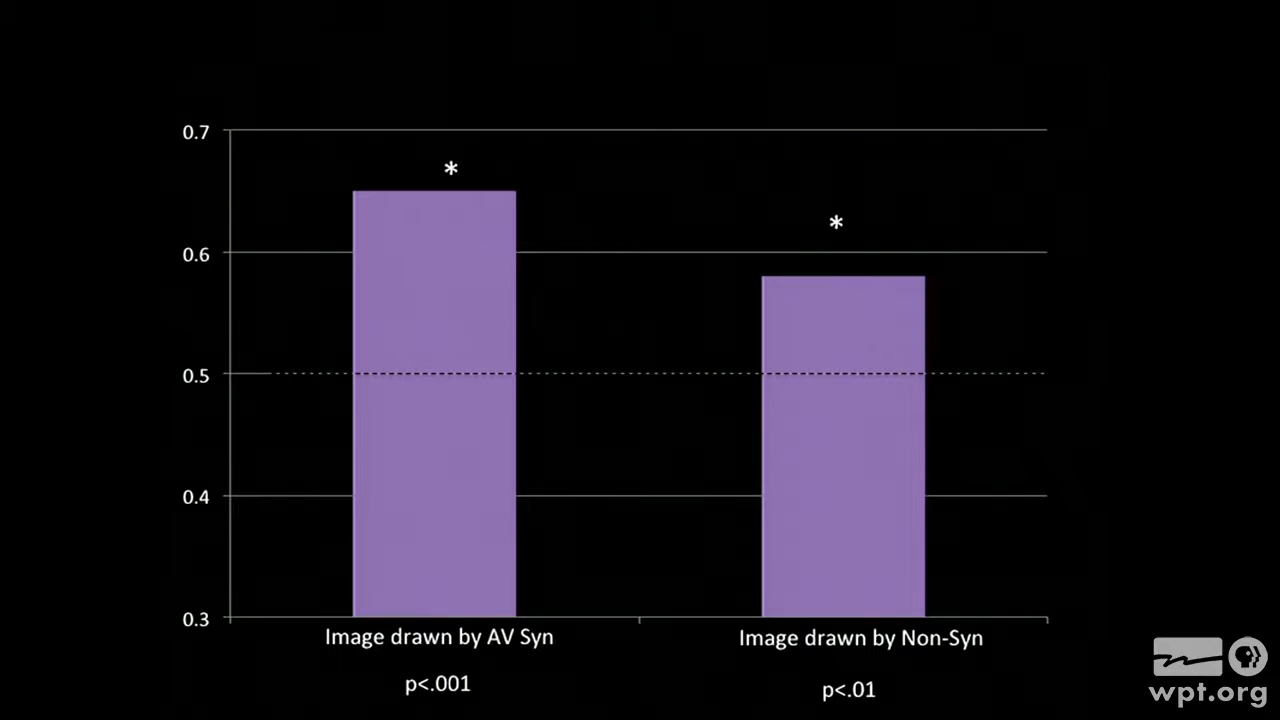 0.7
*
*
0.6
0.5
0.4
0.3
Image drawn by AV Syn
Image drawn by Non-Syn
p<.001
p<.01
wpt.org